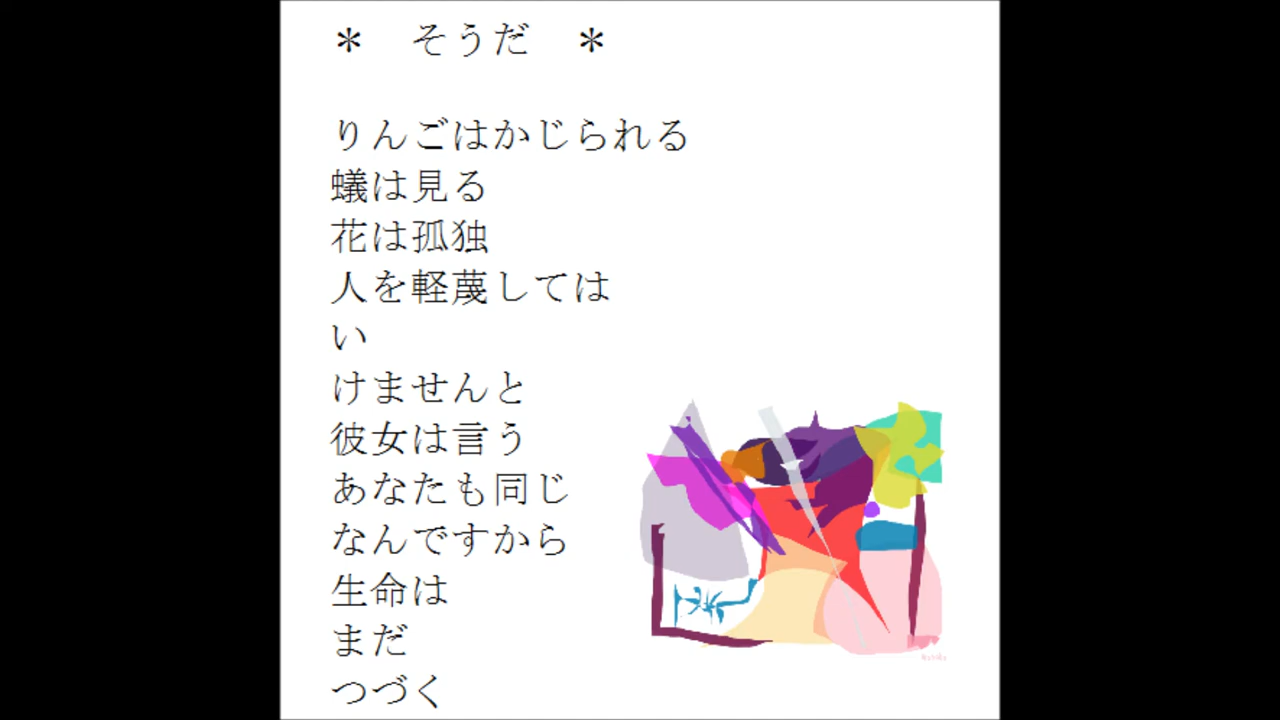 ＊　そうだ　＊
りんごはかじられる
蟻は見る
花は孤独
人を軽蔑しては
い
けませんと
彼女は言う
あなたも同じ
なんですから
生命は
まだ
つづく